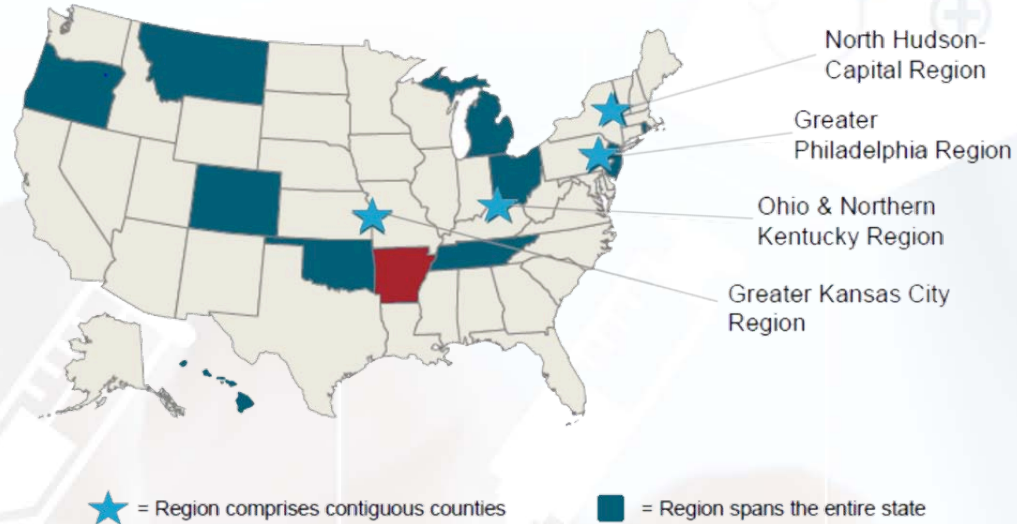 North Hudson-
Capital Region
Greater
Philadelphia Region
Ohio & Northern
Kentucky Region
Greater Kansas City
Region
= Region comprises contiguous counties
= Region spans the entire state